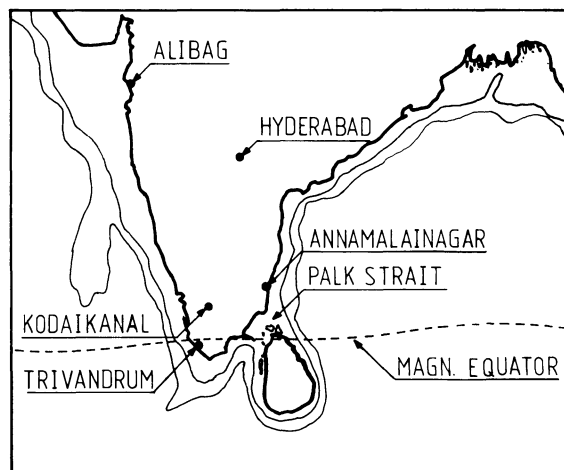 ALIBAG
HYDERABAD
ANNAMALAINAGAR
PALK STRAIT
KODAIKANAL
TRIVANDRUM
MAGN. EQUATOR